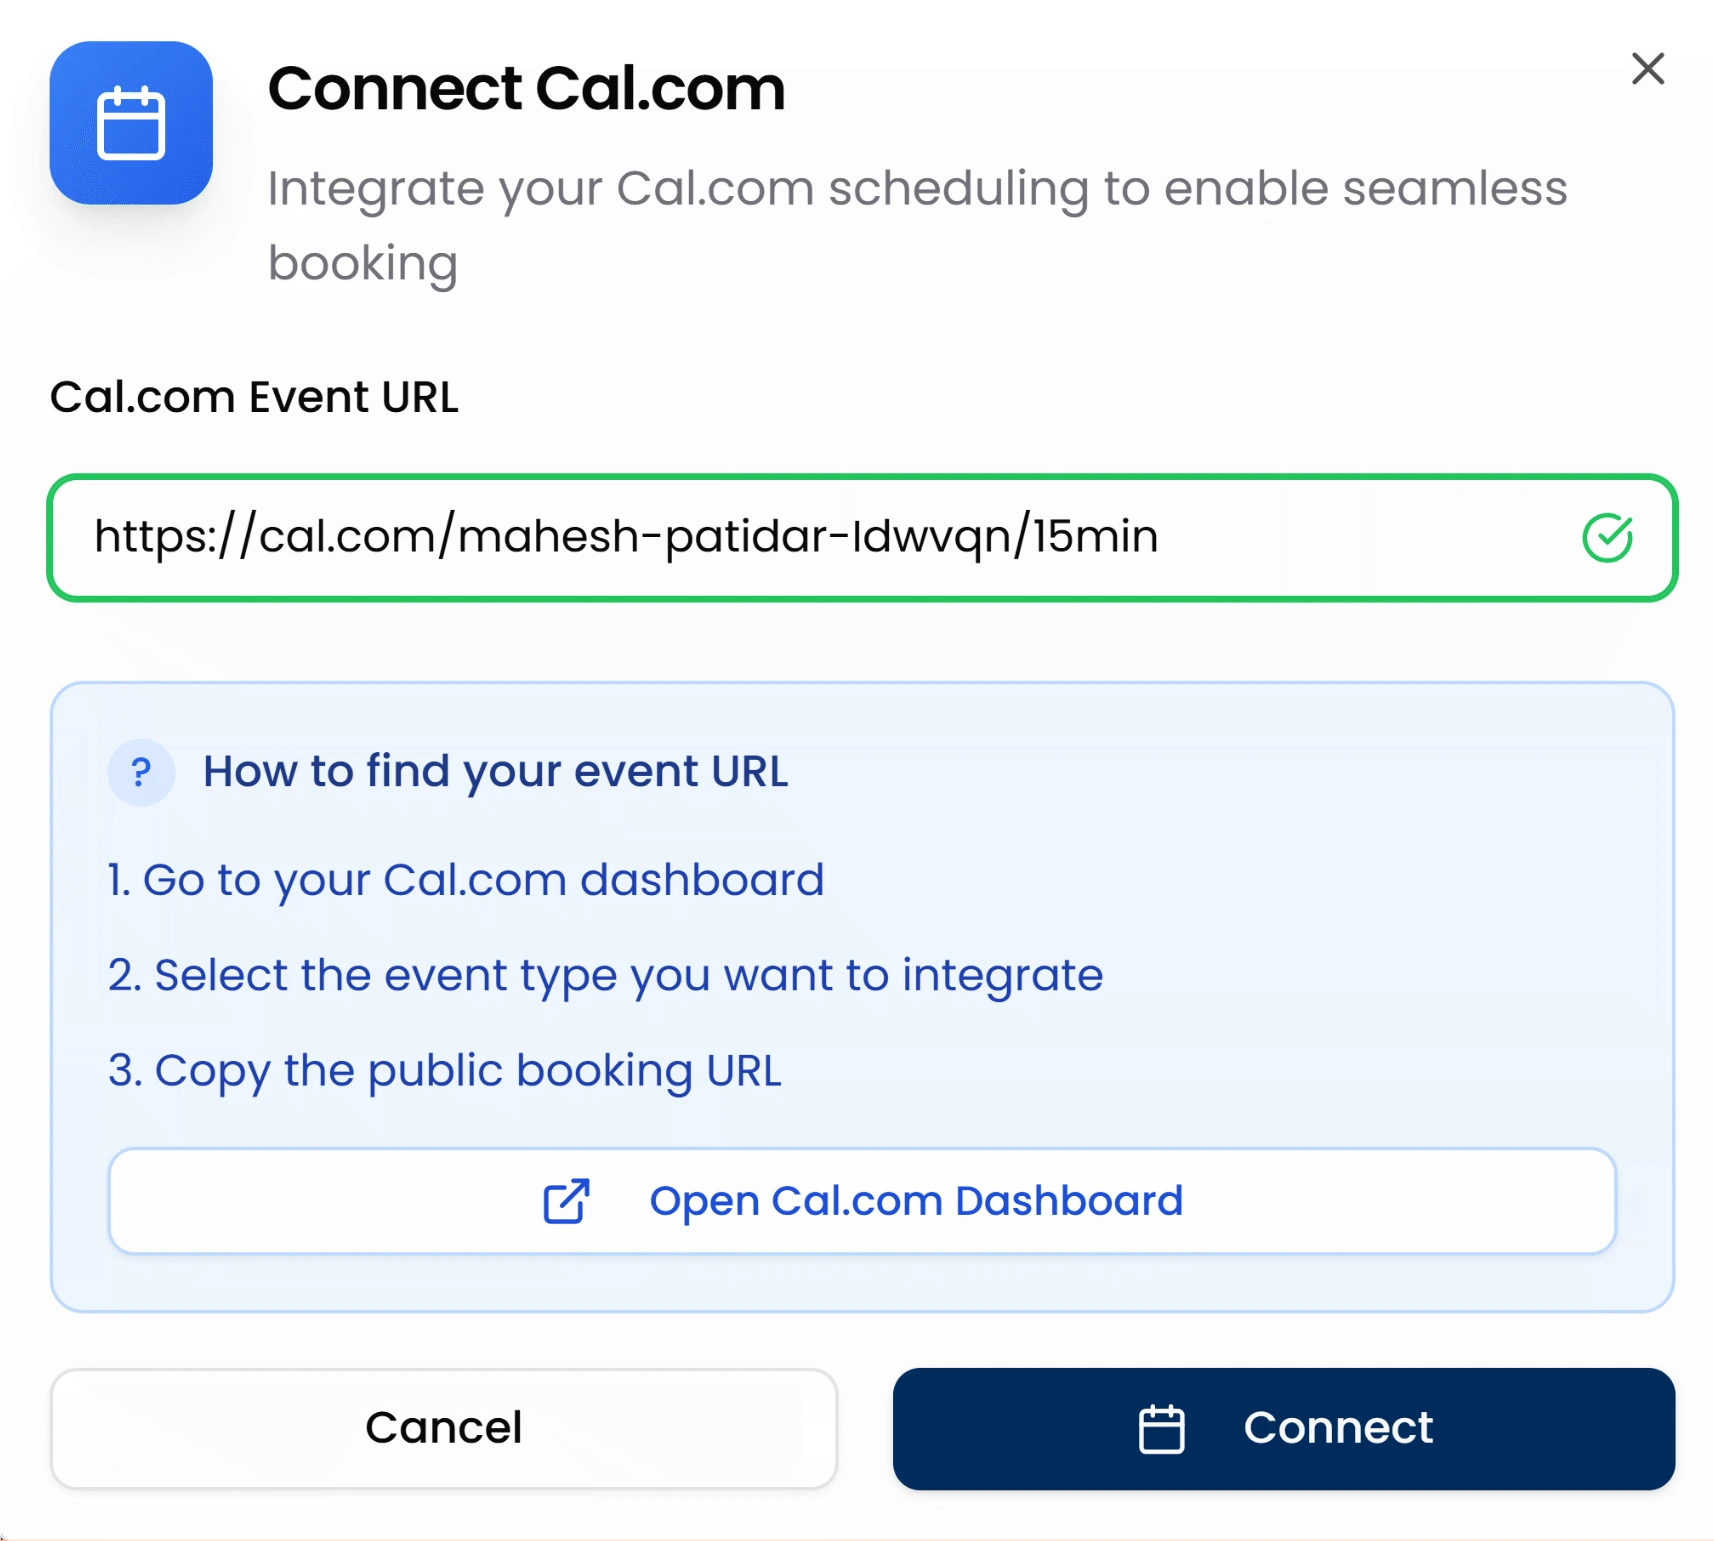 Connect Cal.com
Integrate your Cal.com scheduling to enable seamless
booking
Cal.com Event URL
https://cal.com/mahesh-patidar-ldwvqn/15min
? How to find your event URL
1. Go to your Cal.com dashboard
2. Select the event type you want to integrate
3. Copy the public booking URL
Open Cal.com Dashboard
Cancel
Connect